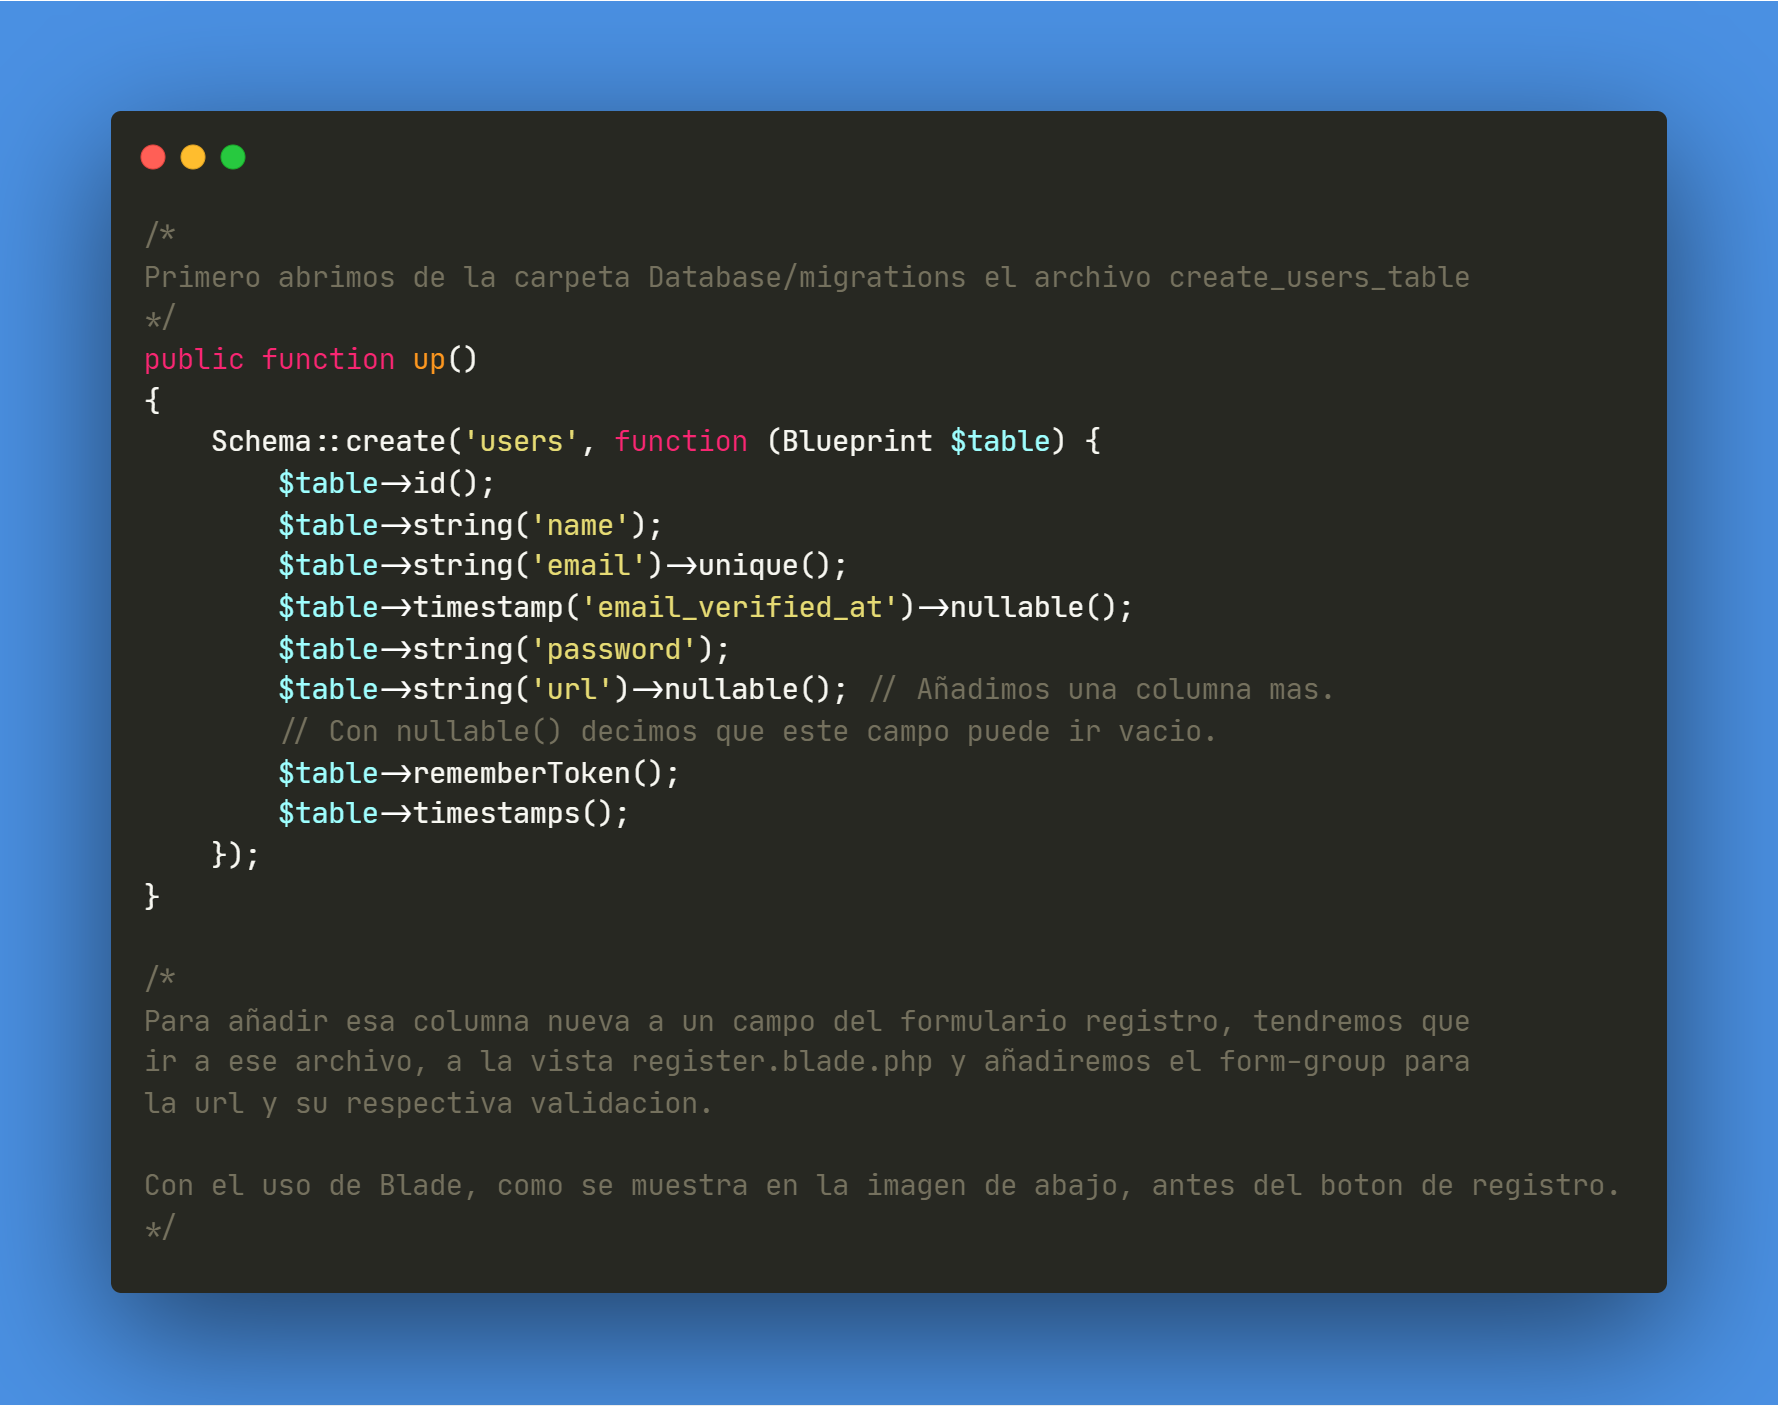 /*
Primero abrimos de la carpeta Database/migrations el archivo create_users_table
*/
public function up()
{
    Schema::create('users', function (Blueprint $table) {
        $table->id();
        $table->string('name');
        $table->string('email')->unique();
        $table->timestamp('email_verified_at')->nullable();
        $table->string('password');
        $table->string('url')->nullable(); // Añadimos una columna mas.
        // Con nullable() decimos que este campo puede ir vacio.
        $table->rememberToken();
        $table->timestamps();
    });
}
/*
Para añadir esa columna nueva a un campo del formulario registro, tendremos que
ir a ese archivo, a la vista register.blade.php y añadiremos el form-group para
la url y su respectiva validacion.
Con el uso de Blade, como se muestra en la imagen de abajo, antes del boton de registro.
*/